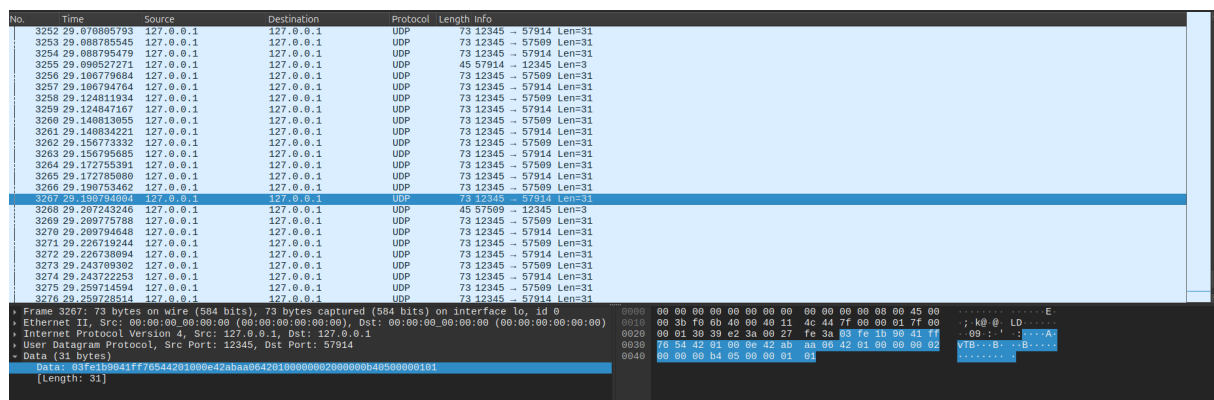 No. Time Source Destination Protocol Length Info
3252 29.070805793 127.0.0.1 127.0.0.1 UDP 73 12345 → 57914 Len=31
3253 29.088785545 127.0.0.1 127.0.0.1 UDP 73 12345 → 57509 Len=31
3254 29.088795479 127.0.0.1 127.0.0.1 UDP 73 12345 → 57914 Len=31
3255 29.090527271 127.0.0.1 127.0.0.1 UDP 45 57914 → 12345 Len=3
3256 29.106779684 127.0.0.1 127.0.0.1 UDP 73 12345 → 57509 Len=31
3257 29.106794764 127.0.0.1 127.0.0.1 UDP 73 12345 → 57914 Len=31
3258 29.124811934 127.0.0.1 127.0.0.1 UDP 73 12345 → 57509 Len=31
3259 29.124847167 127.0.0.1 127.0.0.1 UDP 73 12345 → 57914 Len=31
3260 29.140813055 127.0.0.1 127.0.0.1 UDP 73 12345 → 57509 Len=31
3261 29.140834221 127.0.0.1 127.0.0.1 UDP 73 12345 → 57914 Len=31
3262 29.156773332 127.0.0.1 127.0.0.1 UDP 73 12345 → 57509 Len=31
3263 29.156795685 127.0.0.1 127.0.0.1 UDP 73 12345 → 57914 Len=31
3264 29.172755391 127.0.0.1 127.0.0.1 UDP 73 12345 → 57509 Len=31
3265 29.172785080 127.0.0.1 127.0.0.1 UDP 73 12345 → 57914 Len=31
3266 29.190753462 127.0.0.1 127.0.0.1 UDP 73 12345 → 57509 Len=31
3267 29.190794004 127.0.0.1 127.0.0.1 UDP 73 12345 → 57914 Len=31
3268 29.207243246 127.0.0.1 127.0.0.1 UDP 45 57509 → 12345 Len=3
3269 29.209775788 127.0.0.1 127.0.0.1 UDP 73 12345 → 57509 Len=31
3270 29.209794648 127.0.0.1 127.0.0.1 UDP 73 12345 → 57914 Len=31
3271 29.226719244 127.0.0.1 127.0.0.1 UDP 73 12345 → 57509 Len=31
3272 29.226738094 127.0.0.1 127.0.0.1 UDP 73 12345 → 57914 Len=31
3273 29.243709302 127.0.0.1 127.0.0.1 UDP 73 12345 → 57509 Len=31
3274 29.243722253 127.0.0.1 127.0.0.1 UDP 73 12345 → 57914 Len=31
3275 29.259714594 127.0.0.1 127.0.0.1 UDP 73 12345 → 57509 Len=31
3276 29.259728514 127.0.0.1 127.0.0.1 UDP 73 12345 → 57914 Len=31
Frame 3267: 73 bytes on wire (584 bits), 73 bytes captured (584 bits) on interface lo, id 0
Ethernet II, Src: 00:00:00_00:00:00 (00:00:00:00:00:00), Dst: 00:00:00_00:00:00 (00:00:00:00:00:00)
Internet Protocol Version 4, Src: 127.0.0.1, Dst: 127.0.0.1
User Datagram Protocol, Src Port: 12345, Dst Port: 57914
Data (31 bytes)
Data: 03fe1b9041ff76544201000e42abaa06420100000002000000b40500000101
[Length: 31]
0000 00 00 00 00 00 00 00 00 00 00 00 00 08 00 45 00 ········ ······E·
0010 00 3b f0 6b 40 00 40 11 4c 44 7f 00 00 01 7f 00 ·;·k@·@· LD······
0020 00 01 30 39 e2 3a 00 27 fe 3a 03 fe 1b 90 41 ff ··09·:·' ·:····A·
0030 76 54 42 01 00 0e 42 ab aa 06 42 01 00 00 00 02 vTB···B· ··B·····
0040 00 00 00 b4 05 00 00 01 01 ········ ·